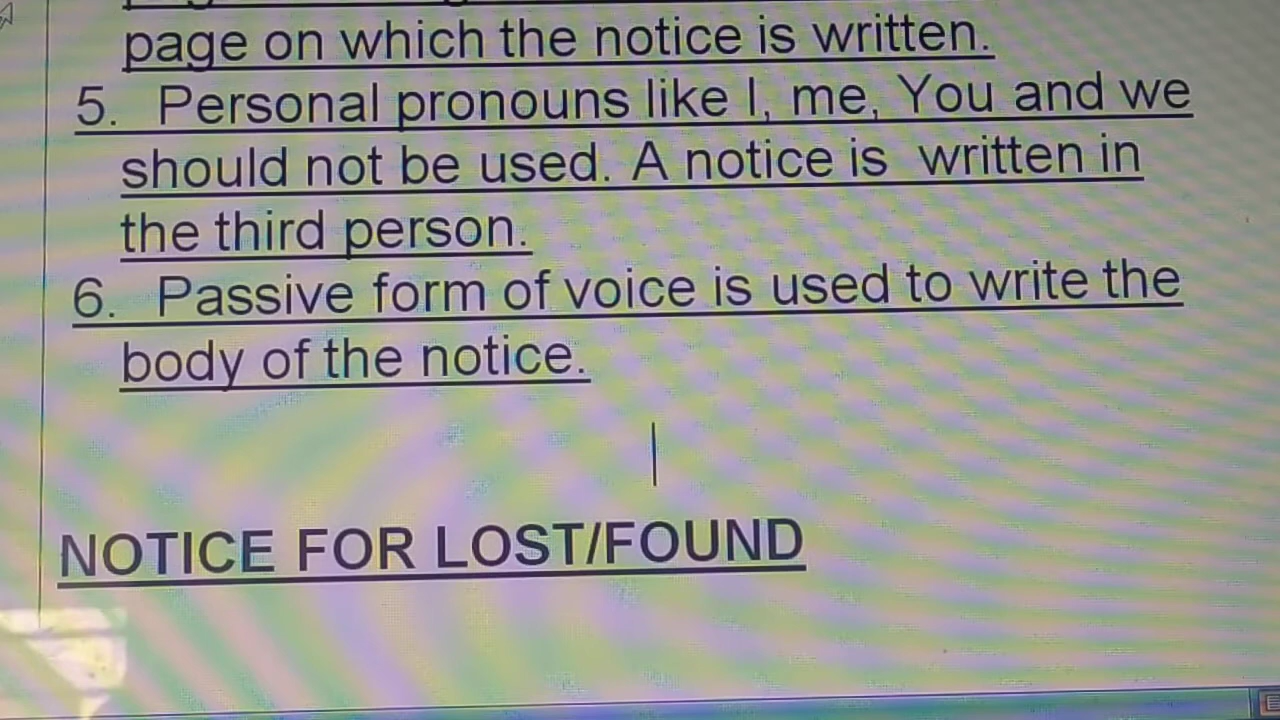 page on which the notice is written.
5. Personal pronouns like I, me, You and we
should not be used. A notice is written in
the third person.
6. Passive form of voice is used to write the
body of the notice.
NOTICE FOR LOST/FOUND